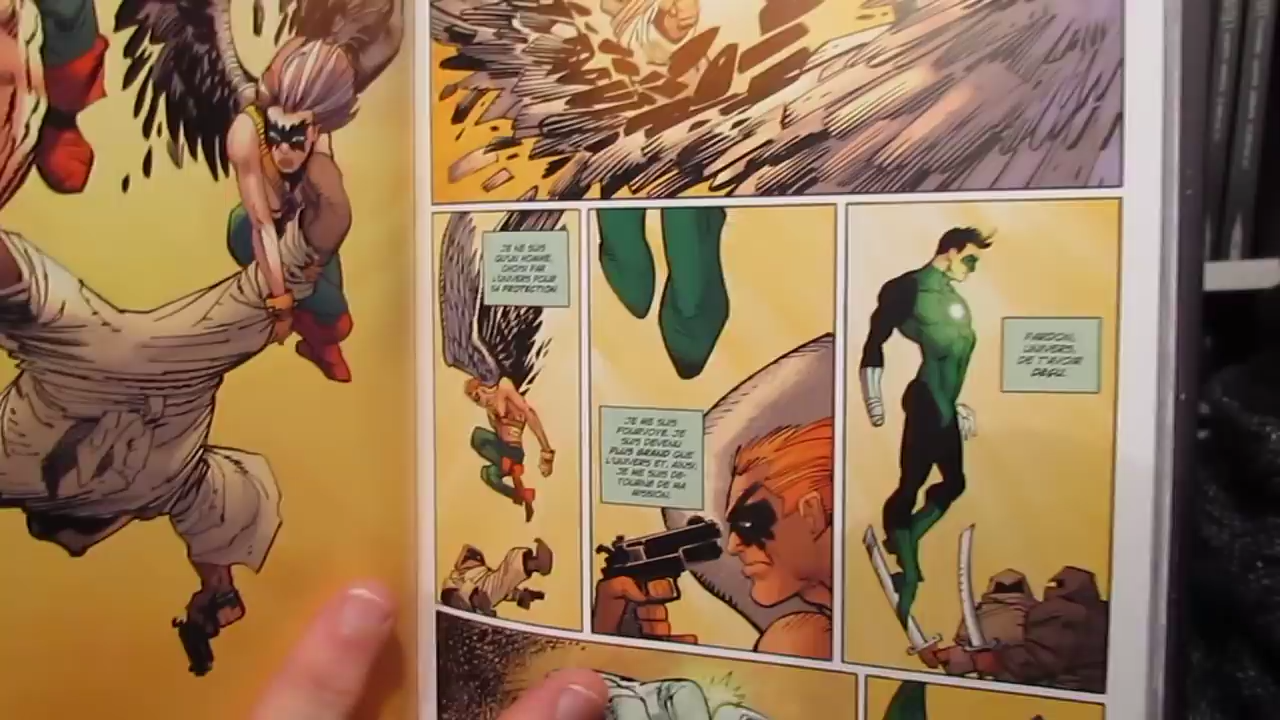 JE NE SUIS
QU'UN HOMME,
CHOISI PAR
L'UNIVERS POUR
SA PROTECTION.
JE ME SUIS
FOURVOYÉ. JE
SUIS DEVENU
PLUS GRAND QUE
L'UNIVERS ET, AINSI,
JE ME SUIS DÉ-
TOURNÉ DE MA
MISSION.
PARDON,
UNIVERS,
DE T'AVOIR
DÉÇU.